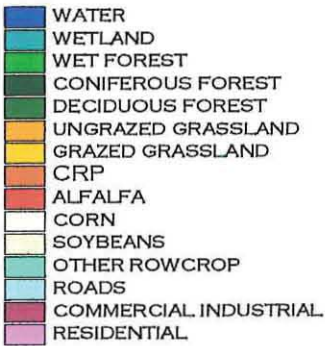 WATER
WETLAND
WET FOREST
CONIFEROUS FOREST
DECIDUOUS FOREST
UNGRAZED GRASSLAND
GRAZED GRASSLAND
CRP
ALFALFA
CORN
SOYBEANS
OTHER ROWCROP
ROADS
COMMERCIAL INDUSTRIAL
RESIDENTIAL